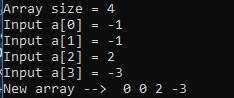 Array size = 4
Input a[0] = -1
Input a[1] = -1
Input a[2] = 2
Input a[3] = -3
New array -->  0 0 2 -3